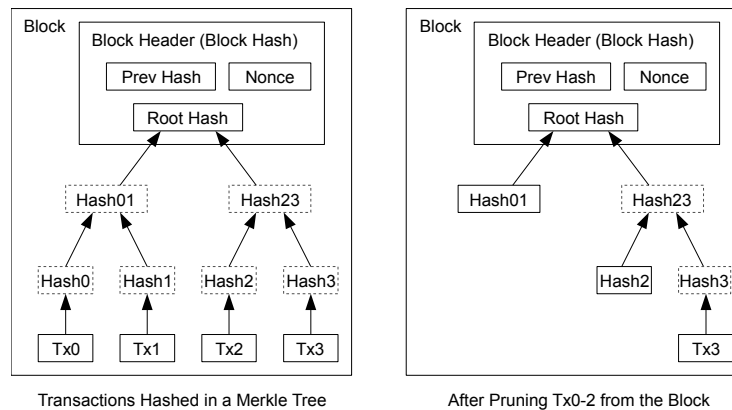 Block
Block Header (Block Hash)
Prev Hash
Nonce
Root Hash
Hash01
Hash23
Hash0
Hash1
Hash2
Hash3
Tx0
Tx1
Tx2
Tx3
Transactions Hashed in a Merkle Tree
Block
Block Header (Block Hash)
Prev Hash
Nonce
Root Hash
Hash01
Hash23
Hash2
Hash3
Tx3
After Pruning Tx0-2 from the Block